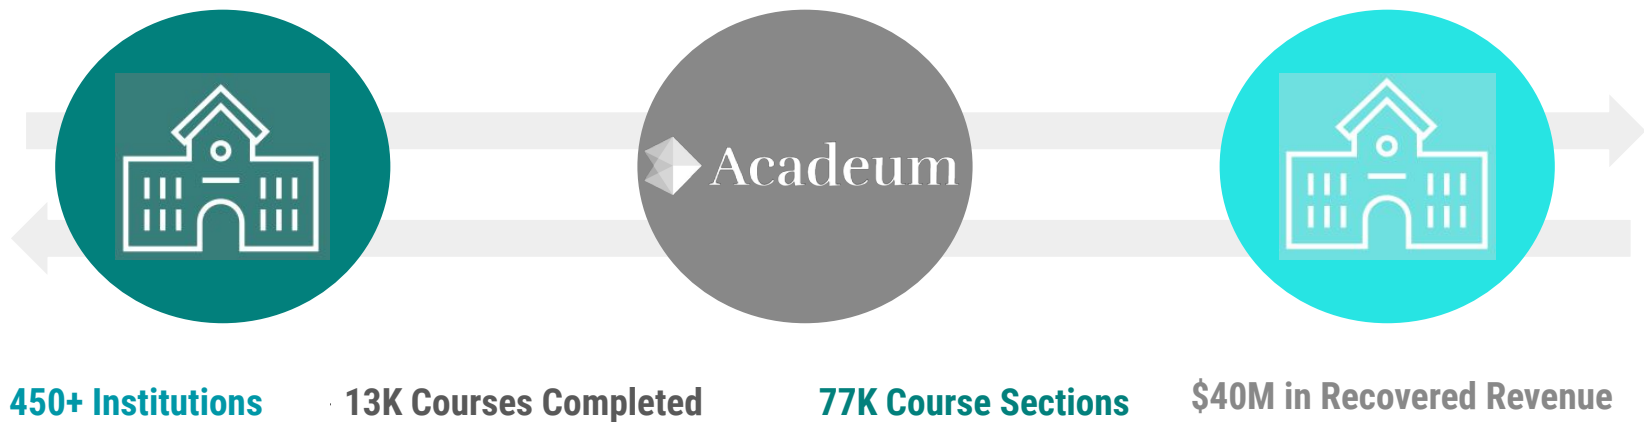 Acadeum
450+ Institutions
13K Courses Completed
77K Course Sections
$40M in Recovered Revenue